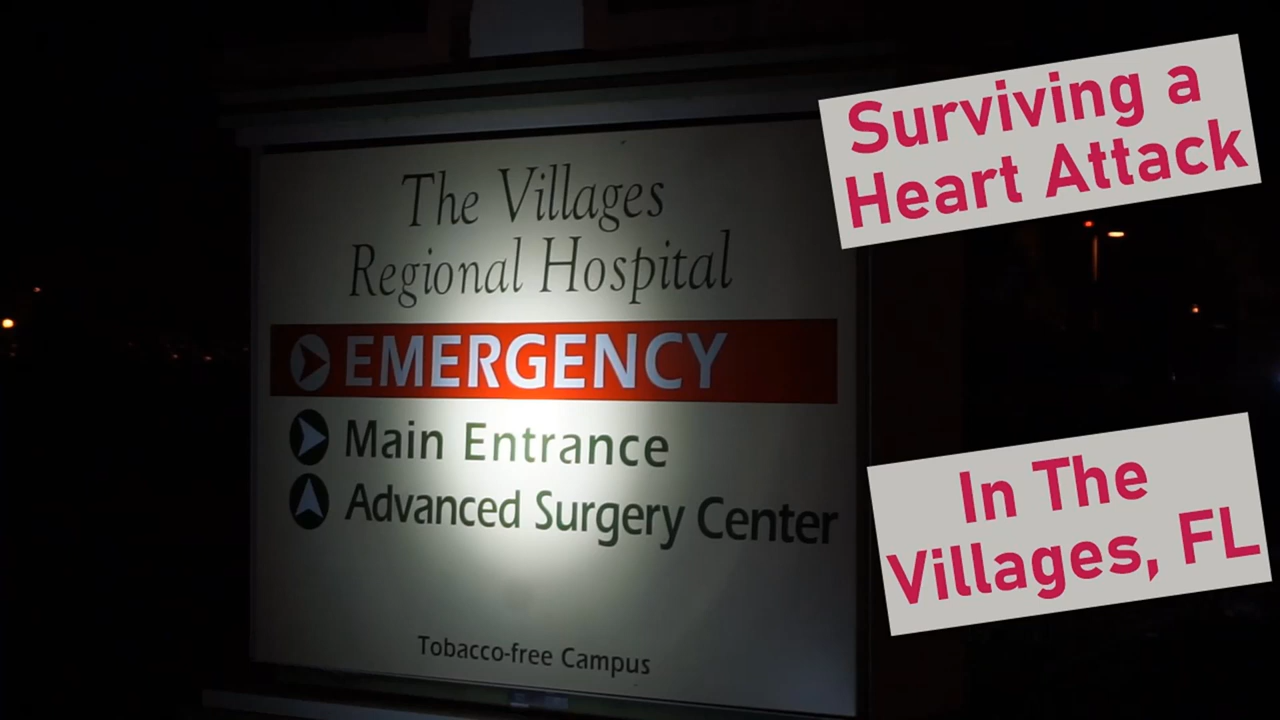 The Villages
Regional Hospital
EMERGENCY
Main Entrance
Advanced Surgery Center
Tobacco-free Campus
Surviving a
Heart Attack
In The
Villages, FL